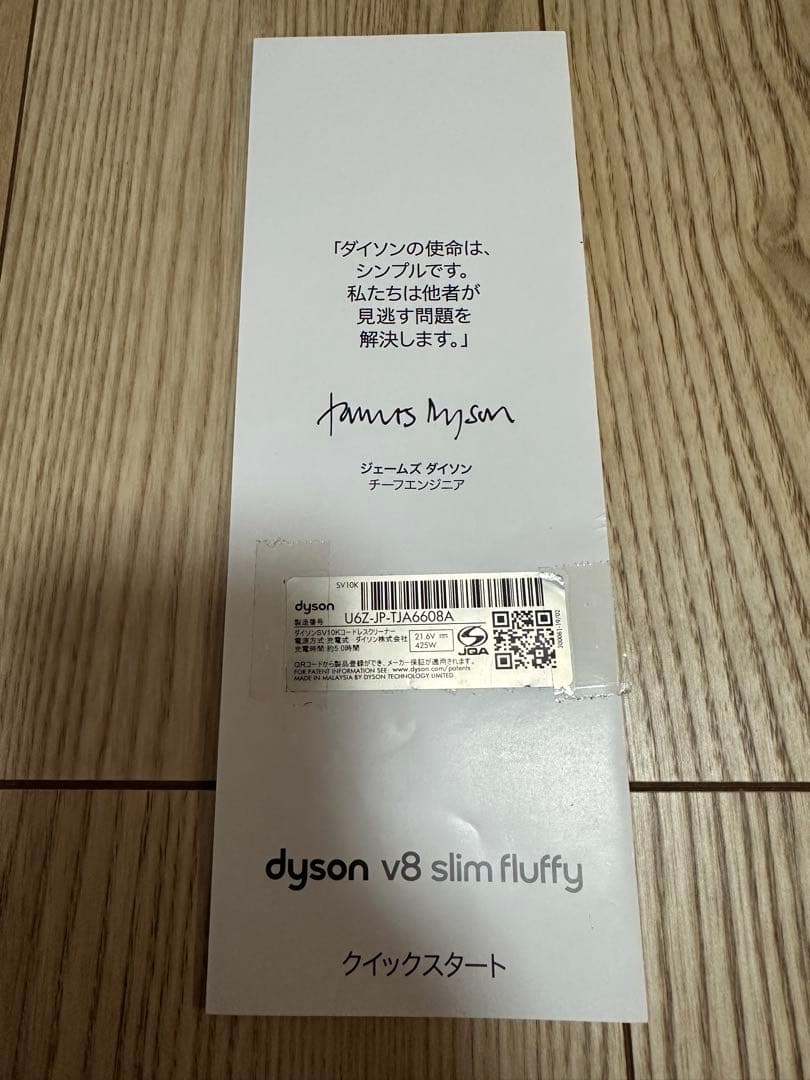 「ダイソンの使命は、
シンプルです。
私たちは他者が
見逃す問題を
解決します。」
James Dyson
ジェームズ ダイソン
チーフエンジニア
SV10K
dyson
製造番号 U6Z-JP-TJA6608A
ダイソンSV10Kコードレスクリーナー
電源方式:充電式 ダイソン株式会社
充電時間:約5.0時間
21.6V
425W
JQA
QRコードから製品登録ができ、メーカー保証が適用されます。
FOR PATENT INFORMATION SEE: www.dyson.com/patents
MADE IN MALAYSIA BY DYSON TECHNOLOGY LIMITED
dyson v8 slim fluffy
クイックスタート